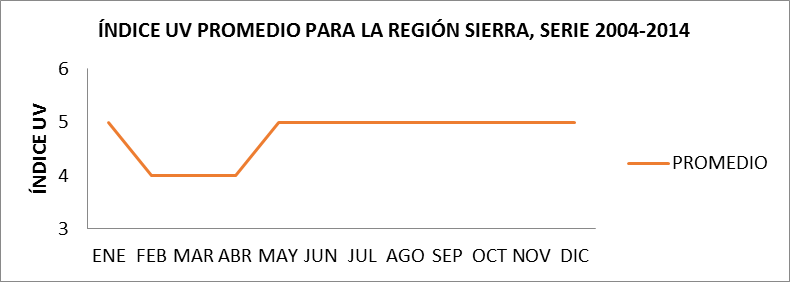 ÍNDICE UV PROMEDIO PARA LA REGIÓN SIERRA, SERIE 2004-2014
6
5
4
3
ÍNDICE UV
ENE FEB MAR ABR MAY JUN JUL AGO SEP OCT NOV DIC
PROMEDIO